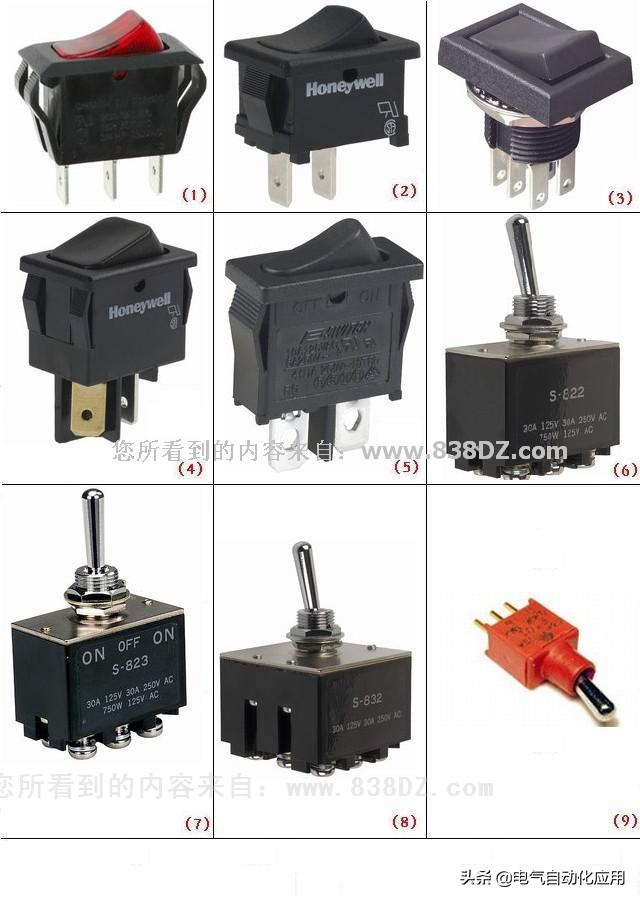 (1)
Honeywell
(2)
(3)
Honeywell
(4)
OFF ON
(5)
S-822
30A 125V 30A 250V AC
750W 125V AC
(6)
您所看到的内容来自：www.838DZ.com
ON OFF ON
S-823
30A 125V 30A 250V AC
750W 125V AC
(7)
S-832
30A 125V 30A 250V AC
(8)
(9)
您所看到的内容来自：www.838DZ.com
头条 @电气自动化应用